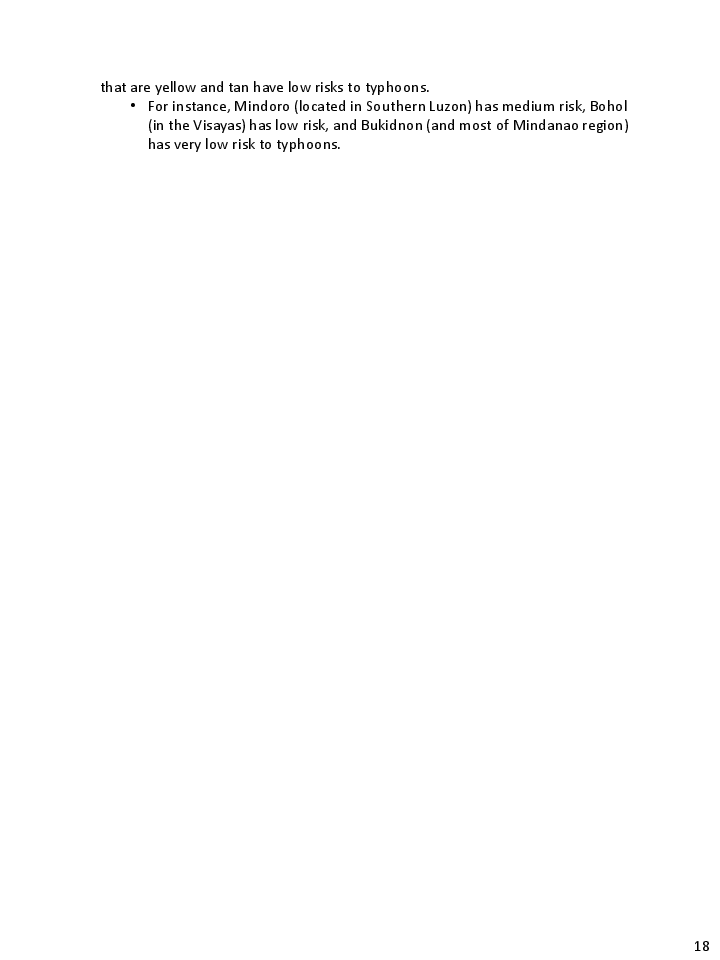 that are yellow and tan have low risks to typhoons.
• For instance, Mindoro (located in Southern Luzon) has medium risk, Bohol
(in the Visayas) has low risk, and Bukidnon (and most of Mindanao region)
has very low risk to typhoons.
18